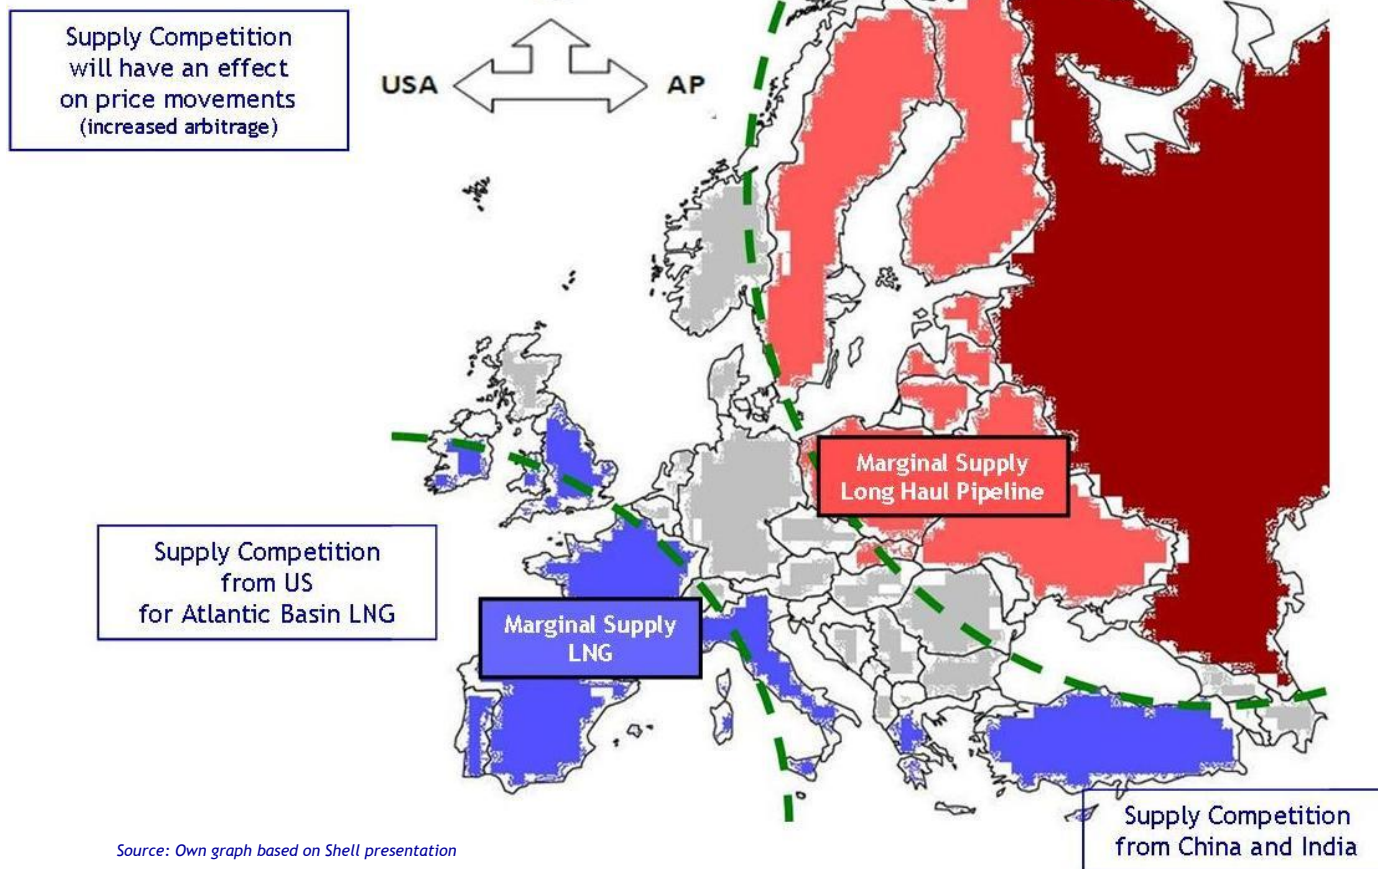 Supply Competition
will have an effect
on price movements
(increased arbitrage)
USA
AP
Marginal Supply
Long Haul Pipeline
Supply Competition
from US
for Atlantic Basin LNG
Marginal Supply
LNG
Supply Competition
from China and India
Source: Own graph based on Shell presentation